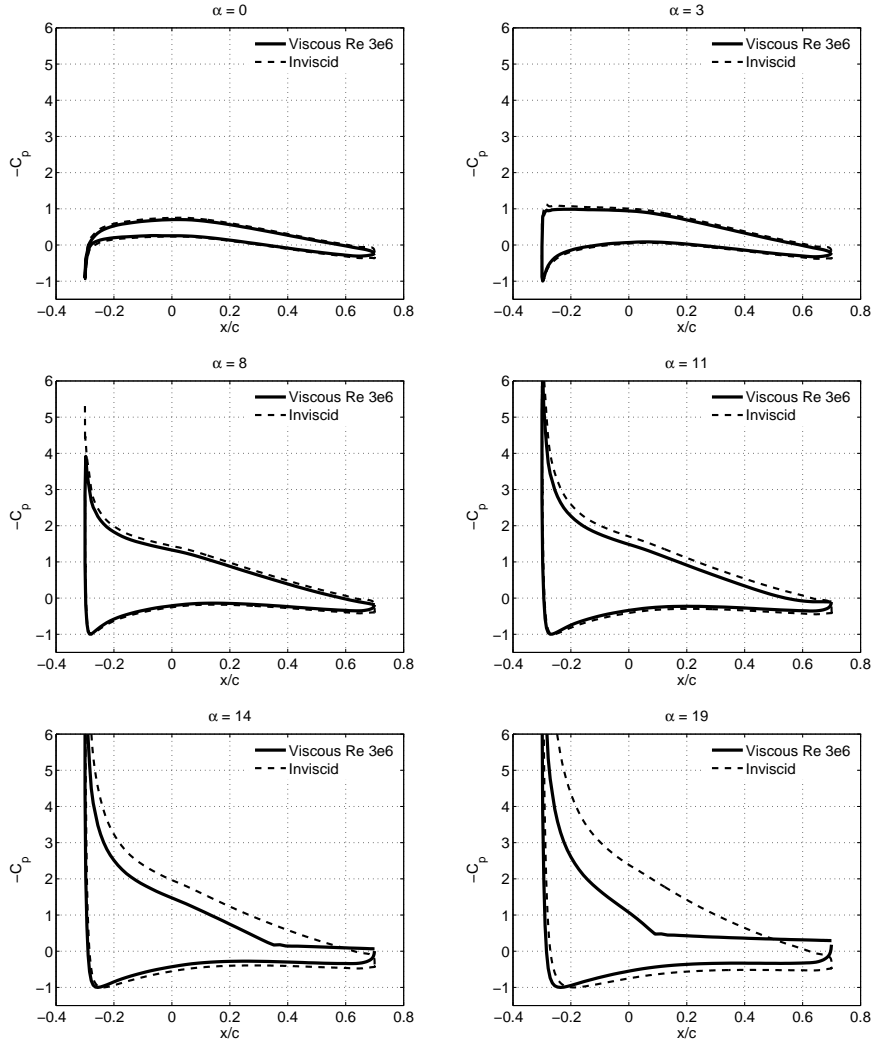 α = 0
6
5
4
3
2
1
0
−1
−C_p
−0.4 −0.2 0 0.2 0.4 0.6 0.8
x/c
Viscous Re 3e6
Inviscid
α = 3
6
5
4
3
2
1
0
−1
−C_p
−0.4 −0.2 0 0.2 0.4 0.6 0.8
x/c
Viscous Re 3e6
Inviscid
α = 8
6
5
4
3
2
1
0
−1
−C_p
−0.4 −0.2 0 0.2 0.4 0.6 0.8
x/c
Viscous Re 3e6
Inviscid
α = 11
6
5
4
3
2
1
0
−1
−C_p
−0.4 −0.2 0 0.2 0.4 0.6 0.8
x/c
Viscous Re 3e6
Inviscid
α = 14
6
5
4
3
2
1
0
−1
−C_p
−0.4 −0.2 0 0.2 0.4 0.6 0.8
x/c
Viscous Re 3e6
Inviscid
α = 19
6
5
4
3
2
1
0
−1
−C_p
−0.4 −0.2 0 0.2 0.4 0.6 0.8
x/c
Viscous Re 3e6
Inviscid